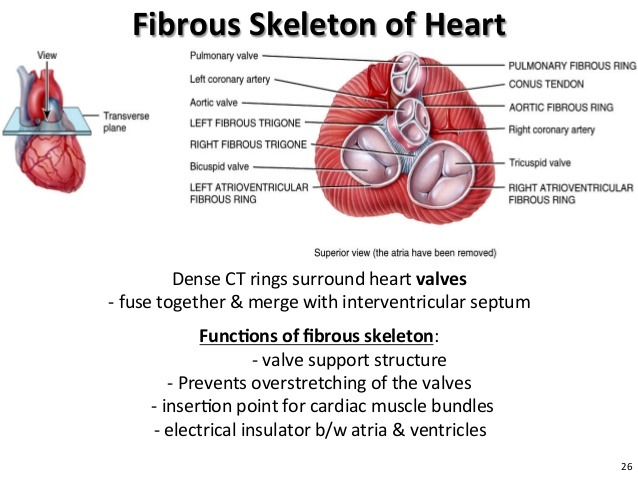 Fibrous Skeleton of Heart
View
Transverse
plane
Pulmonary valve
Left coronary artery
Aortic valve
LEFT FIBROUS TRIGONE
RIGHT FIBROUS TRIGONE
Bicuspid valve
LEFT ATRIOVENTRICULAR
FIBROUS RING
PULMONARY FIBROUS RING
CONUS TENDON
AORTIC FIBROUS RING
Right coronary artery
Tricuspid valve
RIGHT ATRIOVENTRICULAR
FIBROUS RING
Superior view (the atria have been removed)
Dense CT rings surround heart valves
- fuse together & merge with interventricular septum
Functions of fibrous skeleton:
- valve support structure
- Prevents overstretching of the valves
- insertion point for cardiac muscle bundles
- electrical insulator b/w atria & ventricles
26